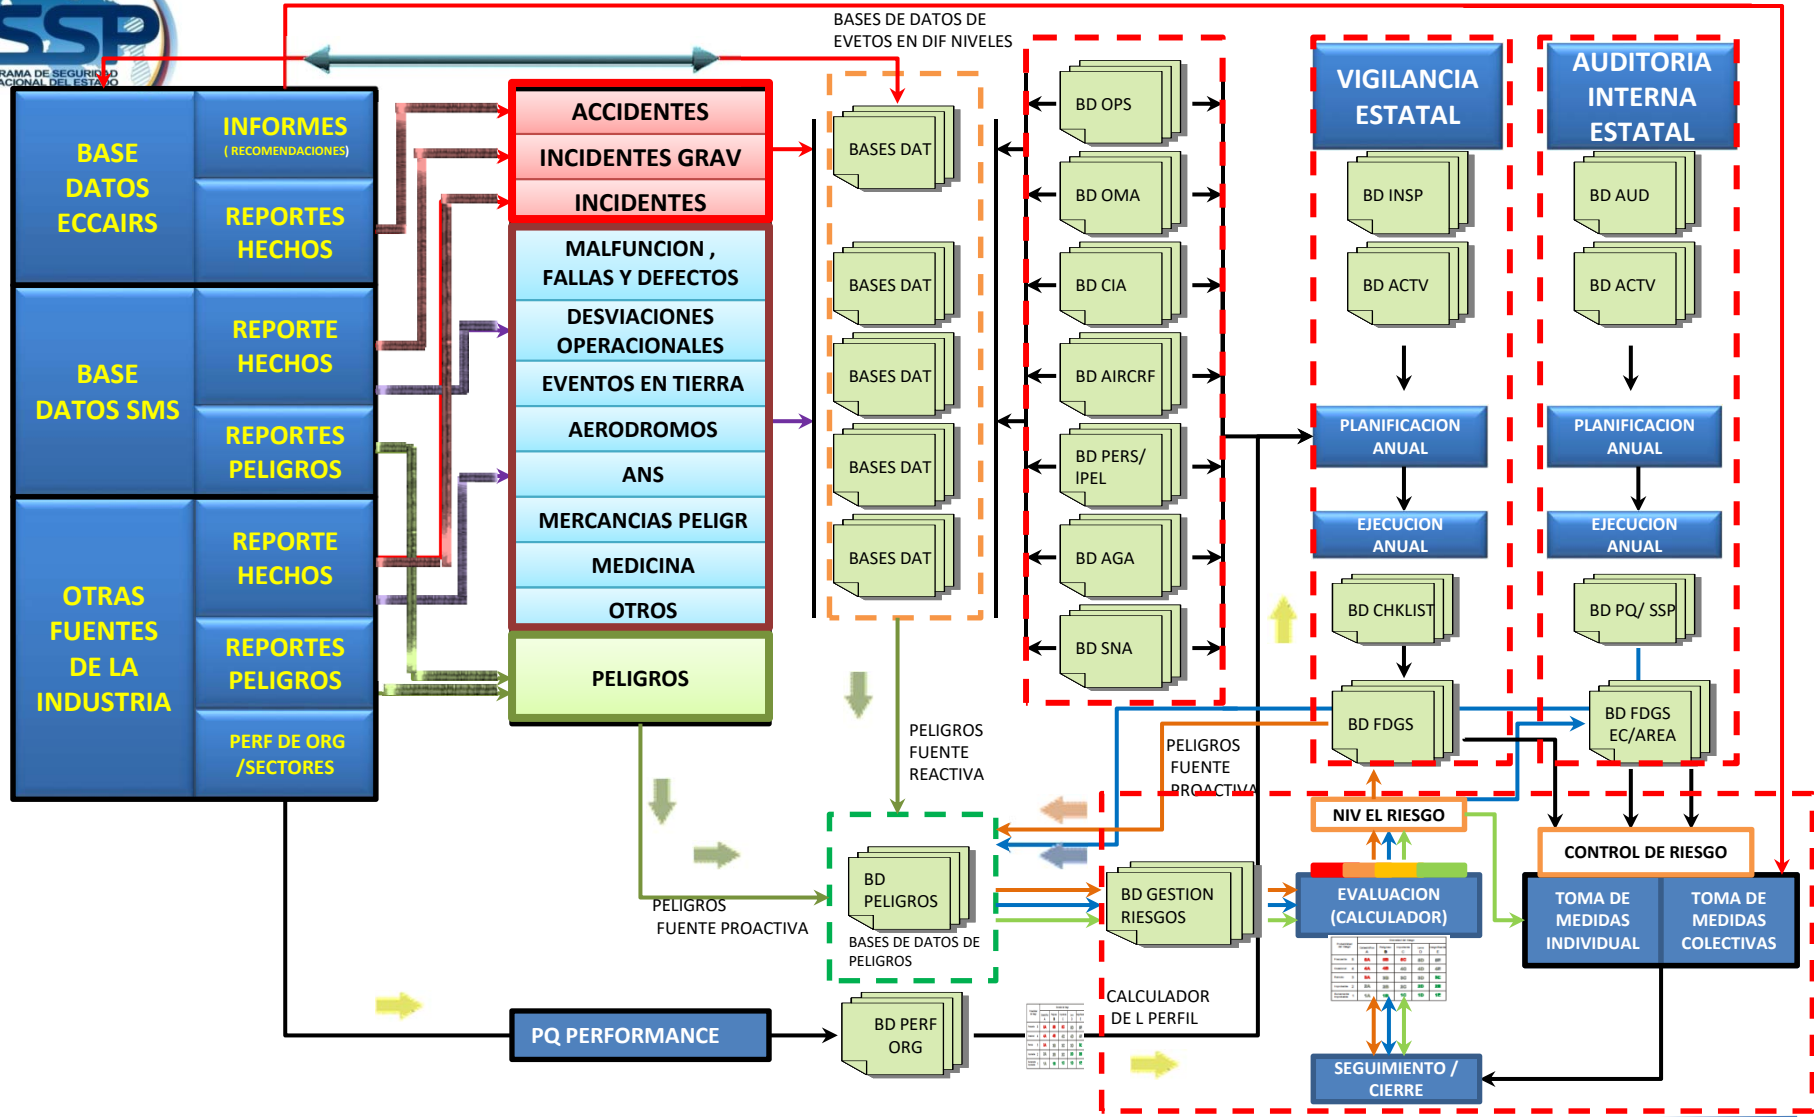 SSP
RAMA DE SEGURIDAD
ACIONAL DEL ESTADO
BASE
DATOS
ECCAIRS
INFORMES
( RECOMENDACIONES)
REPORTES
HECHOS
BASE
DATOS SMS
REPORTE
HECHOS
REPORTES
PELIGROS
OTRAS
FUENTES
DE LA
INDUSTRIA
REPORTE
HECHOS
REPORTES
PELIGROS
PERF DE ORG
/SECTORES
ACCIDENTES
INCIDENTES GRAV
INCIDENTES
MALFUNCION ,
FALLAS Y DEFECTOS
DESVIACIONES
OPERACIONALES
EVENTOS EN TIERRA
AERODROMOS
ANS
MERCANCIAS PELIGR
MEDICINA
OTROS
PELIGROS
BASES DE DATOS DE
EVETOS EN DIF NIVELES
BASES DAT
BASES DAT
BASES DAT
BASES DAT
BASES DAT
BD OPS
BD OMA
BD CIA
BD AIRCRF
BD PERS/
IPEL
BD AGA
BD SNA
VIGILANCIA
ESTATAL
BD INSP
BD ACTV
PLANIFICACION
ANUAL
EJECUCION
ANUAL
BD CHKLIST
BD FDGS
AUDITORIA
INTERNA
ESTATAL
BD AUD
BD ACTV
PLANIFICACION
ANUAL
EJECUCION
ANUAL
BD PQ/ SSP
BD FDGS
EC/AREA
PELIGROS
FUENTE
REACTIVA
PELIGROS
FUENTE
PROACTIVA
PELIGROS
FUENTE PROACTIVA
BD
PELIGROS
BASES DE DATOS DE
PELIGROS
BD GESTION
RIESGOS
NIV EL RIESGO
EVALUACION
(CALCULADOR)
CONTROL DE RIESGO
TOMA DE
MEDIDAS
INDIVIDUAL
TOMA DE
MEDIDAS
COLECTIVAS
SEGUIMIENTO /
CIERRE
PQ PERFORMANCE
BD PERF
ORG
CALCULADOR
DE L PERFIL